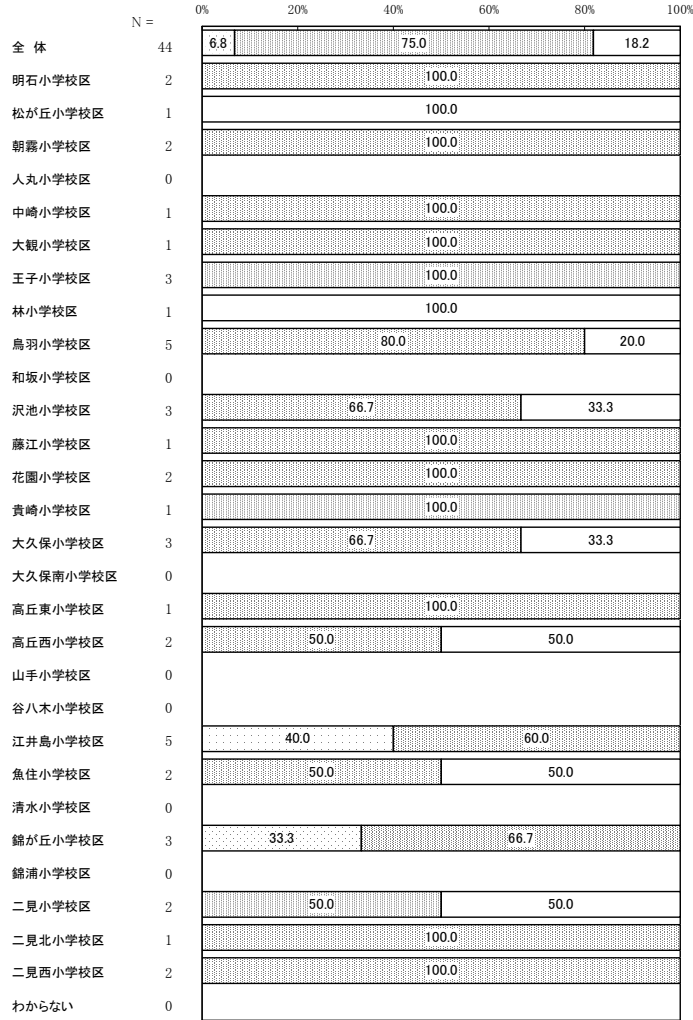 0% 20% 40% 60% 80% 100%
N =
全 体 44 6.8 75.0 18.2
明石小学校区 2 100.0
松が丘小学校区 1 100.0
朝霧小学校区 2 100.0
人丸小学校区 0
中崎小学校区 1 100.0
大観小学校区 1 100.0
王子小学校区 3 100.0
林小学校区 1 100.0
鳥羽小学校区 5 80.0 20.0
和坂小学校区 0
沢池小学校区 3 66.7 33.3
藤江小学校区 1 100.0
花園小学校区 2 100.0
貴崎小学校区 1 100.0
大久保小学校区 3 66.7 33.3
大久保南小学校区 0
高丘東小学校区 1 100.0
高丘西小学校区 2 50.0 50.0
山手小学校区 0
谷八木小学校区 0
江井島小学校区 5 40.0 60.0
魚住小学校区 2 50.0 50.0
清水小学校区 0
錦が丘小学校区 3 33.3 66.7
錦浦小学校区 0
二見小学校区 2 50.0 50.0
二見北小学校区 1 100.0
二見西小学校区 2 100.0
わからない 0